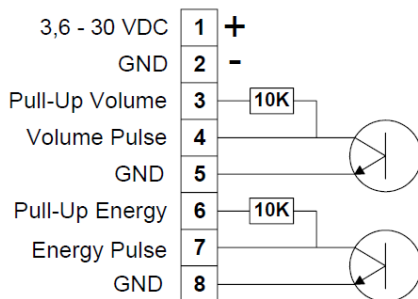 3,6 - 30 VDC 1 +
GND 2 -
Pull-Up Volume 3 10K
Volume Pulse 4
GND 5
Pull-Up Energy 6 10K
Energy Pulse 7
GND 8